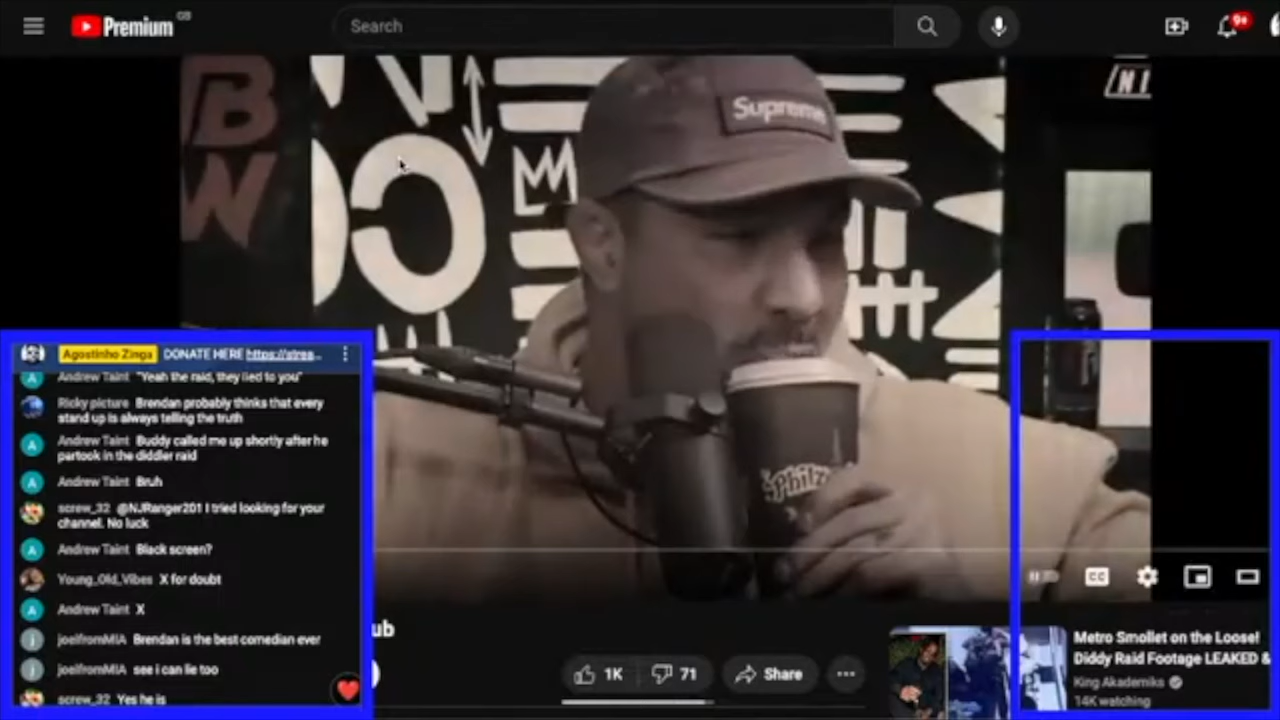 Premium GB
Search
9+
BW
Supreme
Philz
Agostinho Zinga DONATE HERE https://strea...
Andrew Taint "Yeah the raid, they lied to you"
Ricky picture Brendan probably thinks that every
stand up is always telling the truth
Andrew Taint Buddy called me up shortly after he
partook in the diddler raid
Andrew Taint Bruh
screw_32 @NJRanger201 I tried looking for your
channel. No luck
Andrew Taint Black screen?
Young_Old_Vibes X for doubt
Andrew Taint X
joelfromMIA Brendan is the best comedian ever
joelfromMIA see i can lie too
screw_32 Yes he is
CC
ub
1K
71
Share
Metro Smollet on the Loose!
Diddy Raid Footage LEAKED &
King Akademiks
14K watching